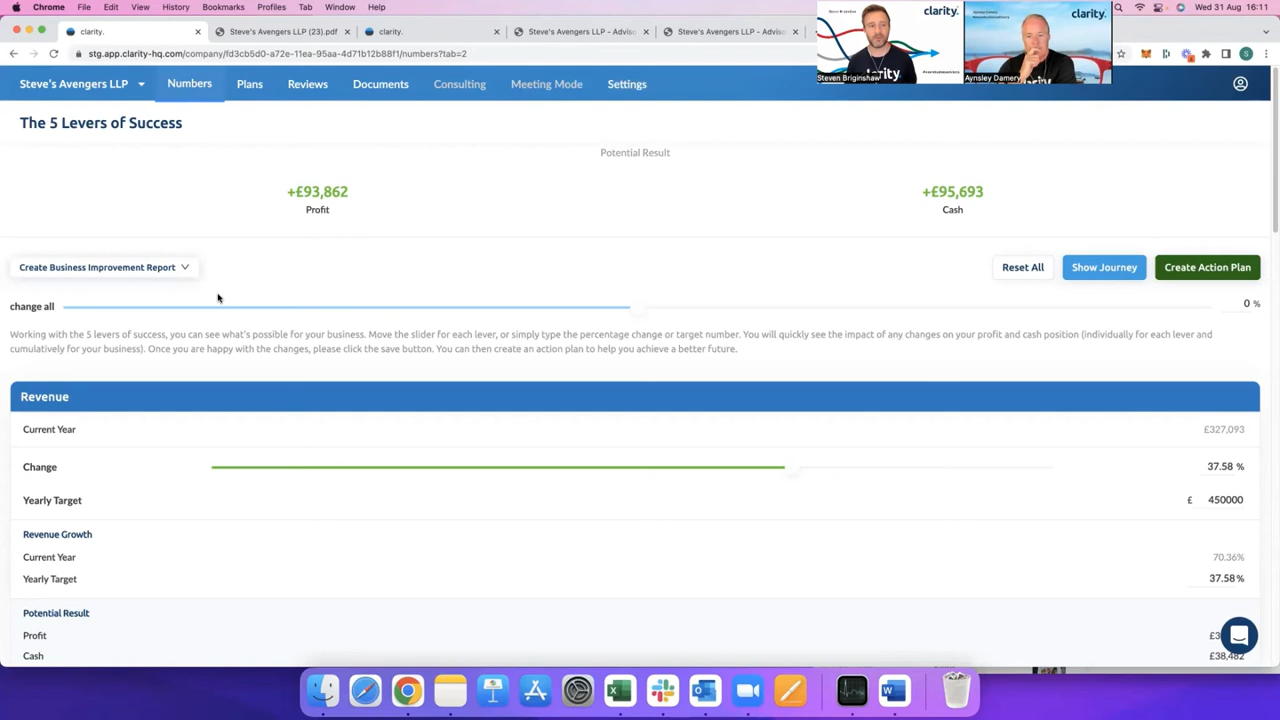 Chrome File Edit View History Bookmarks Profiles Tab Window Help
Wed 31 Aug 16:11
clarity.
Steve's Avengers LLP (23).pdf
clarity.
Steve's Avengers LLP - Adviso
Steve's Avengers LLP - Adviso
stg.app.clarity-hq.com/company/fd3cb5d0-a72e-11ea-95aa-4d71b12b88f1/numbers?tab=2
clarity.
Steven Briginshaw
clarity.
Aynsley Damery
Steve's Avengers LLP
Numbers
Plans
Reviews
Documents
Consulting
Meeting Mode
Settings
The 5 Levers of Success
Potential Result
+£93,862
Profit
+£95,693
Cash
Create Business Improvement Report
Reset All
Show Journey
Create Action Plan
change all
0 %
Working with the 5 levers of success, you can see what's possible for your business. Move the slider for each lever, or simply type the percentage change or target number. You will quickly see the impact of any changes on your profit and cash position (individually for each lever and
cumulatively for your business). Once you are happy with the changes, please click the save button. You can then create an action plan to help you achieve a better future.
Revenue
Current Year £327,093
Change 37.58 %
Yearly Target £ 450000
Revenue Growth
Current Year 70.36%
Yearly Target 37.58 %
Potential Result
Profit
Cash £38,482